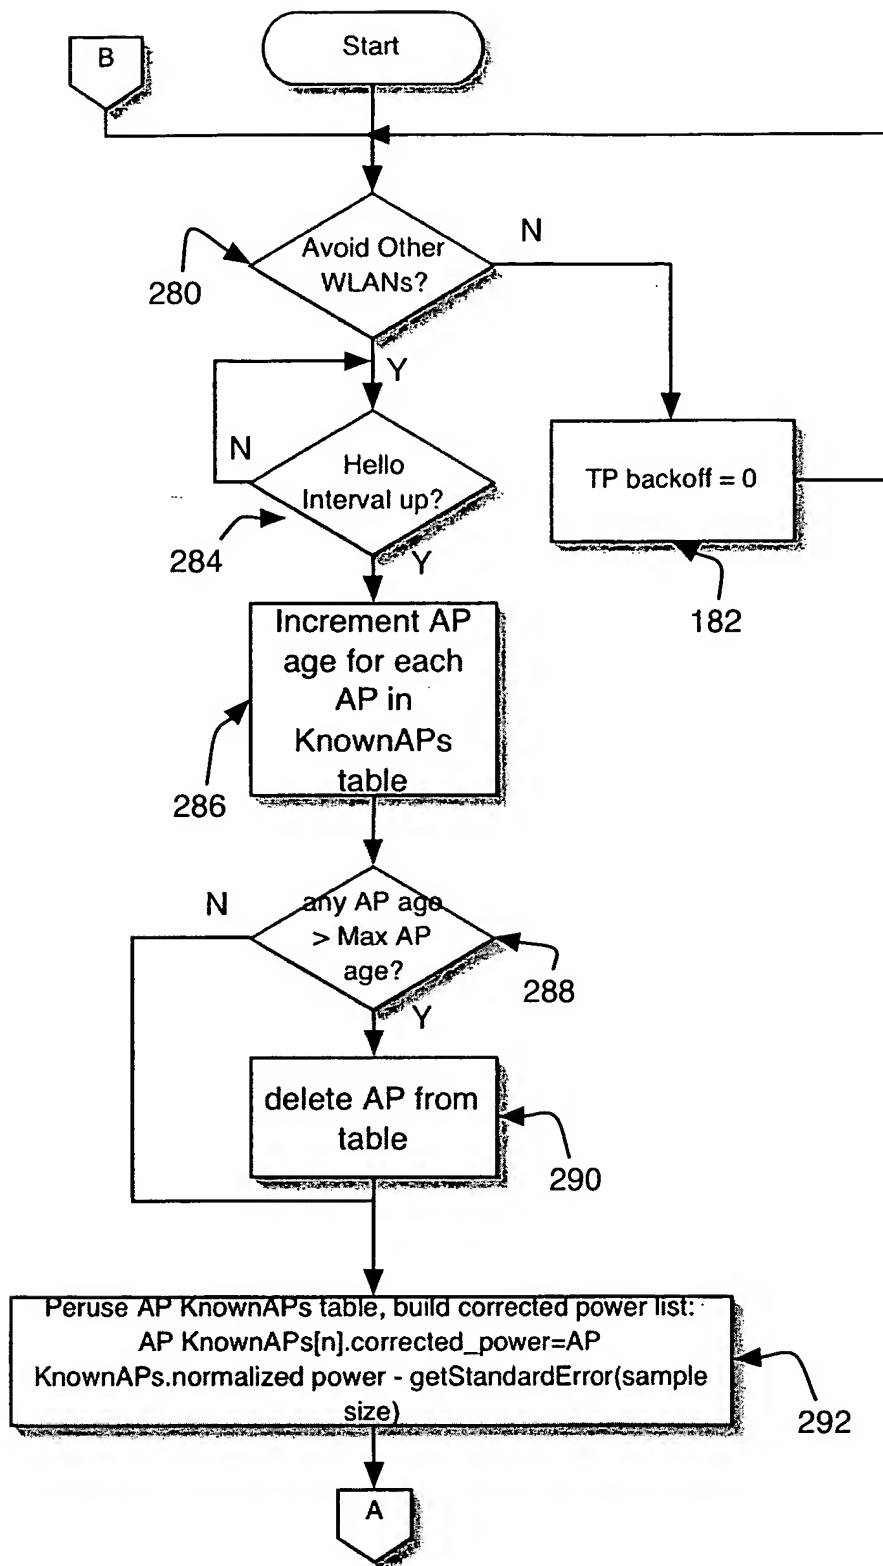 Start
B
Avoid Other
WLANs?
N
280
Y
N
Hello
Interval up?
284
Y
TP backoff = 0
182
Increment AP
age for each
AP in
KnownAPs
table
286
N
any AP age
> Max AP
age?
288
Y
delete AP from
table
290
Peruse AP KnownAPs table, build corrected power list:
AP KnownAPs[n].corrected_power=AP
KnownAPs.normalized power - getStandardError(sample
size)
292
A